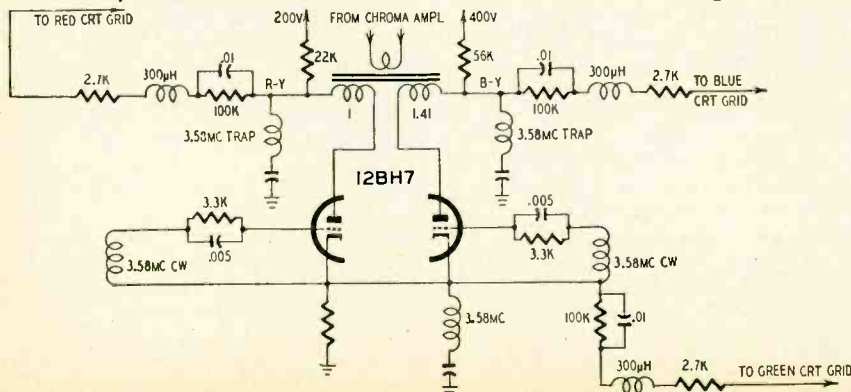 TO RED CRT GRID
200V
FROM CHROMA AMPL
400V
.01
22K
56K
.01
2.7K
300µH
R-Y
B-Y
300µH
2.7K
TO BLUE
CRT GRID
100K
1
1.41
100K
3.58MC TRAP
3.58MC TRAP
12BH7
3.3K
.005
.005
3.3K
3.58MC CW
3.58MC CW
3.58MC
100K
.01
300µH
2.7K
TO GREEN CRT GRID